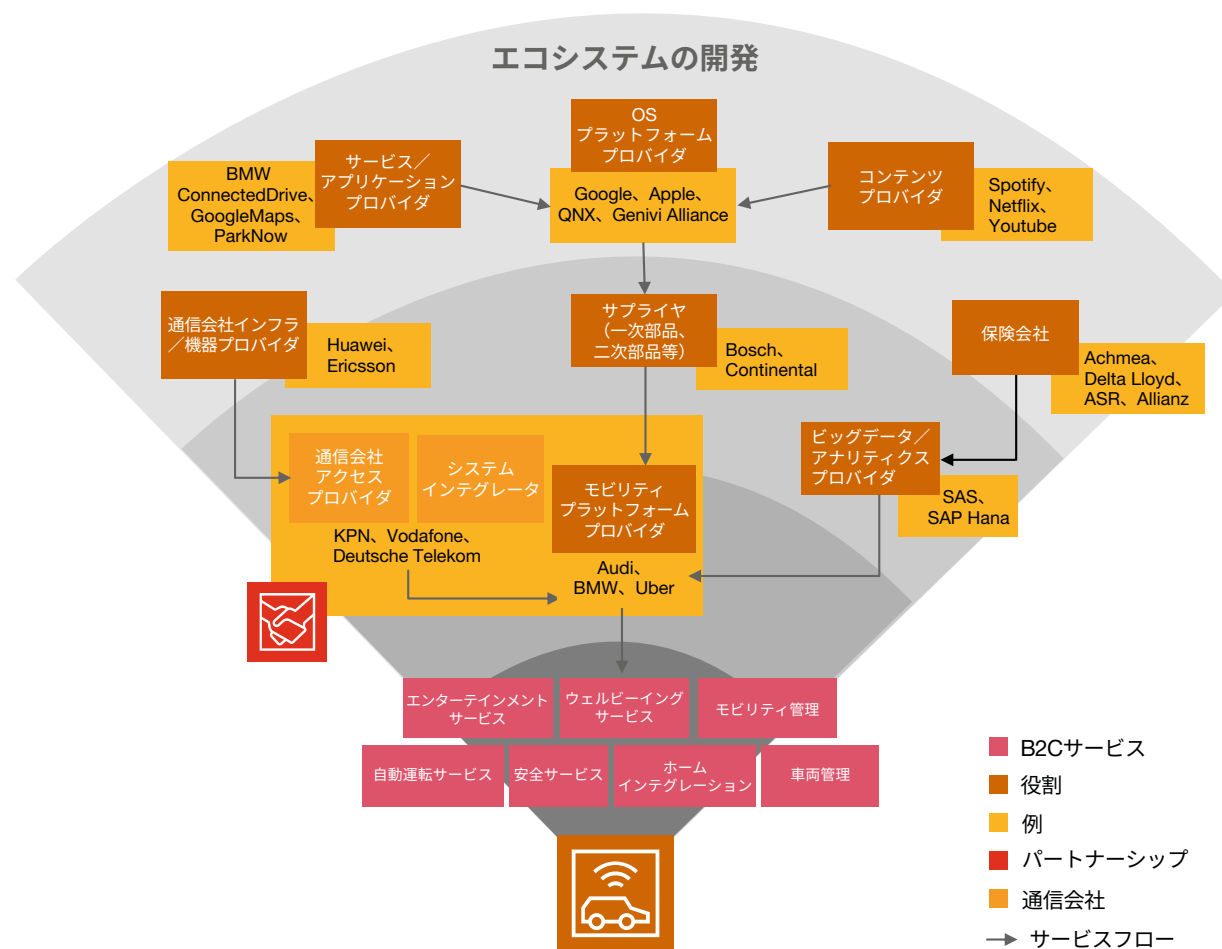 エコシステムの開発
OS
プラットフォーム
プロバイダ
サービス／
アプリケーション
プロバイダ
BMW
ConnectedDrive、
GoogleMaps、
ParkNow
Google、Apple、
QNX、Genivi Alliance
コンテンツ
プロバイダ
Spotify、
Netflix、
Youtube
通信会社インフラ
／機器プロバイダ
Huawei、
Ericsson
サプライヤ
（一次部品、
二次部品等）
Bosch、
Continental
保険会社
Achmea、
Delta Lloyd、
ASR、Allianz
通信会社
アクセス
プロバイダ
システム
インテグレータ
KPN、Vodafone、
Deutsche Telekom
モビリティ
プラットフォーム
プロバイダ
Audi、
BMW、Uber
ビッグデータ／
アナリティクス
プロバイダ
SAS、
SAP Hana
エンターテインメント
サービス
ウェルビーイング
サービス
モビリティ管理
自動運転サービス
安全サービス
ホーム
インテグレーション
車両管理
B2Cサービス
役割
例
パートナーシップ
通信会社
サービスフロー